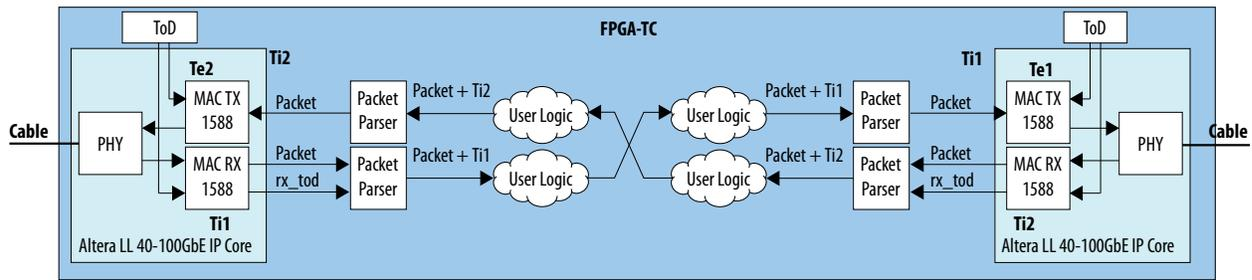 FPGA-TC
ToD
Ti2
Te2
MAC TX
1588
Packet
Packet
Parser
Packet + Ti2
User Logic
User Logic
Packet + Ti1
Packet
Parser
Packet
Ti1
Te1
MAC TX
1588
ToD
Cable
PHY
MAC RX
1588
Packet
rx_tod
Packet
Parser
Packet + Ti1
User Logic
User Logic
Packet + Ti2
Packet
Parser
Packet
rx_tod
MAC RX
1588
PHY
Cable
Ti1
Altera LL 40-100GbE IP Core
Ti2
Altera LL 40-100GbE IP Core